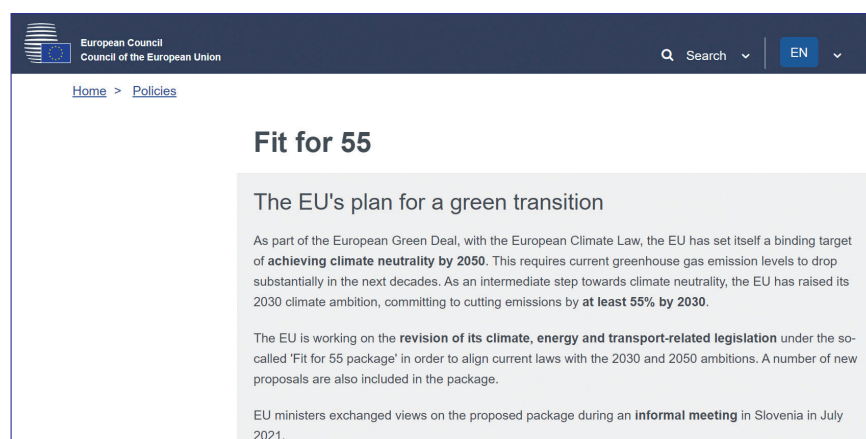 European Council
Council of the European Union
Search
EN
Home > Policies
Fit for 55
The EU's plan for a green transition
As part of the European Green Deal, with the European Climate Law, the EU has set itself a binding target
of achieving climate neutrality by 2050. This requires current greenhouse gas emission levels to drop
substantially in the next decades. As an intermediate step towards climate neutrality, the EU has raised its
2030 climate ambition, committing to cutting emissions by at least 55% by 2030.
The EU is working on the revision of its climate, energy and transport-related legislation under the so-
called 'Fit for 55 package' in order to align current laws with the 2030 and 2050 ambitions. A number of new
proposals are also included in the package.
EU ministers exchanged views on the proposed package during an informal meeting in Slovenia in July
2021.